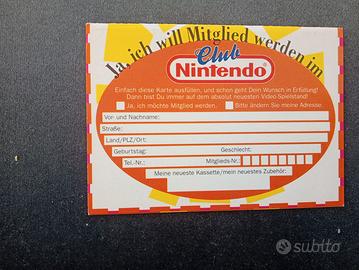 Ja, ich will Mitglied werden im
Club
Nintendo
Einfach diese Karte ausfüllen, und schon geht Dein Wunsch in Erfüllung!
Dann bist Du immer auf dem absolut neuesten Video-Spielstand!
Ja, ich möchte Mitglied werden. Bitte ändern Sie meine Adresse.
Vor- und Nachname:
Straße:
Land/PLZ/Ort:
Geburtstag: Geschlecht:
Tel.-Nr.: Mitglieds-Nr.:
Meine neueste Kassette/mein neuestes Zubehör:
subito